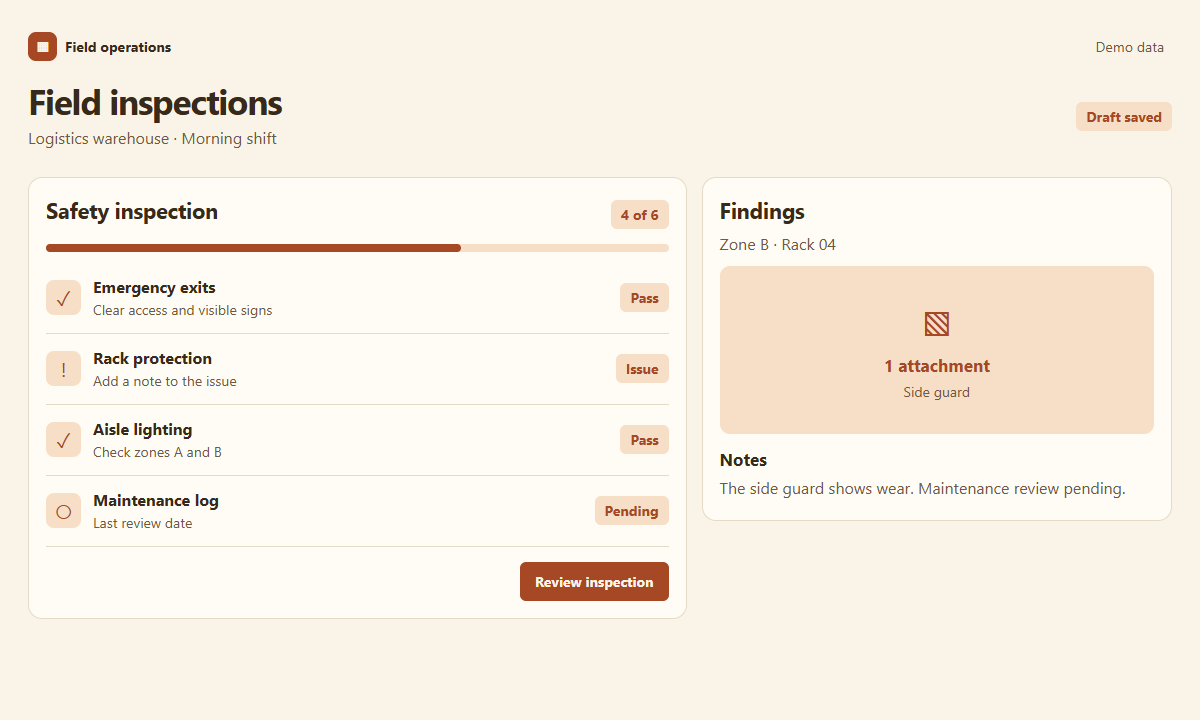 Field operations
Demo data
Field inspections
Logistics warehouse · Morning shift
Draft saved
Safety inspection
4 of 6
Emergency exits
Clear access and visible signs
Pass
Rack protection
Add a note to the issue
Issue
Aisle lighting
Check zones A and B
Pass
Maintenance log
Last review date
Pending
Review inspection
Findings
Zone B · Rack 04
1 attachment
Side guard
Notes
The side guard shows wear. Maintenance review pending.